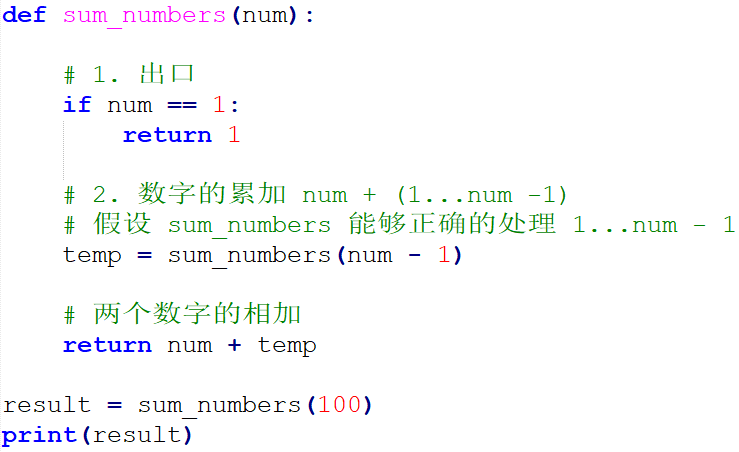 def sum_numbers(num):
# 1. 出口
if num == 1:
return 1
# 2. 数字的累加 num + (1...num -1)
# 假设 sum_numbers 能够正确的处理 1...num - 1
temp = sum_numbers(num - 1)
# 两个数字的相加
return num + temp
result = sum_numbers(100)
print(result)